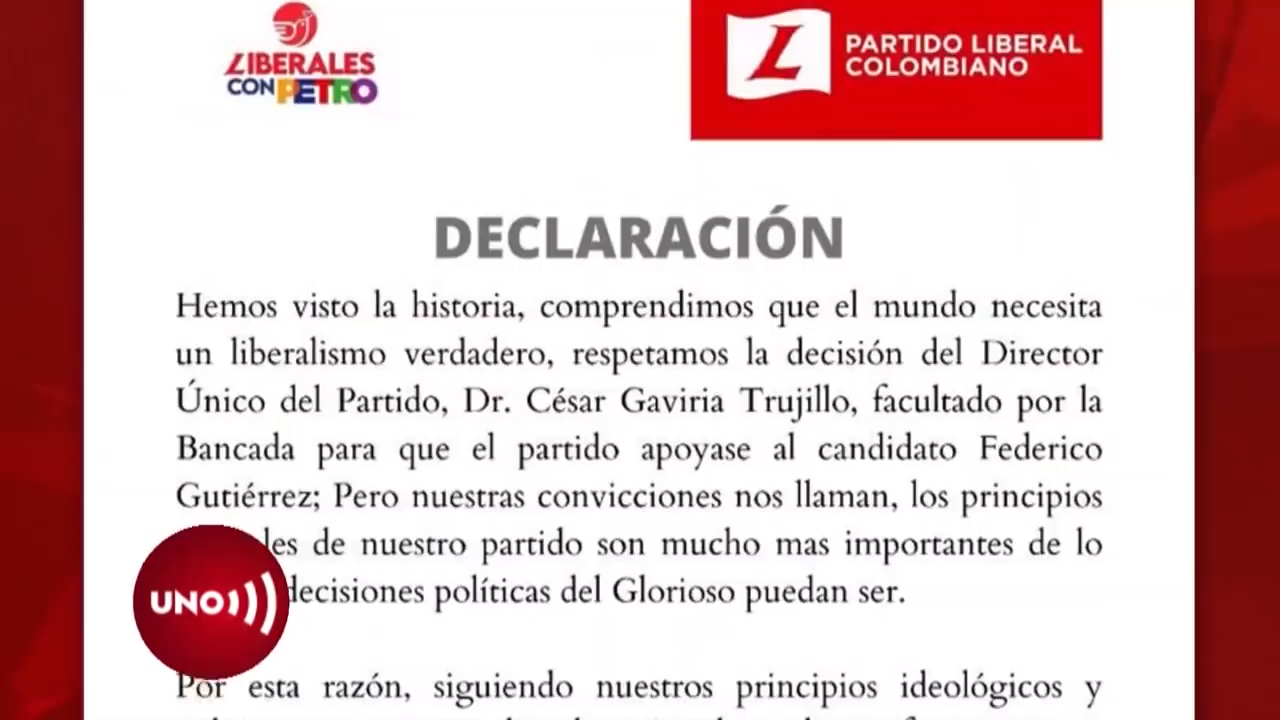 LIBERALES
CON PETRO
L
PARTIDO LIBERAL
COLOMBIANO
DECLARACIÓN
Hemos visto la historia, comprendimos que el mundo necesita
un liberalismo verdadero, respetamos la decisión del Director
Único del Partido, Dr. César Gaviria Trujillo, facultado por la
Bancada para que el partido apoyase al candidato Federico
Gutiérrez; Pero nuestras convicciones nos llaman, los principios
de nuestro partido son mucho mas importantes de lo
decisiones políticas del Glorioso puedan ser.
UNO
Por esta razón, siguiendo nuestros principios ideológicos y